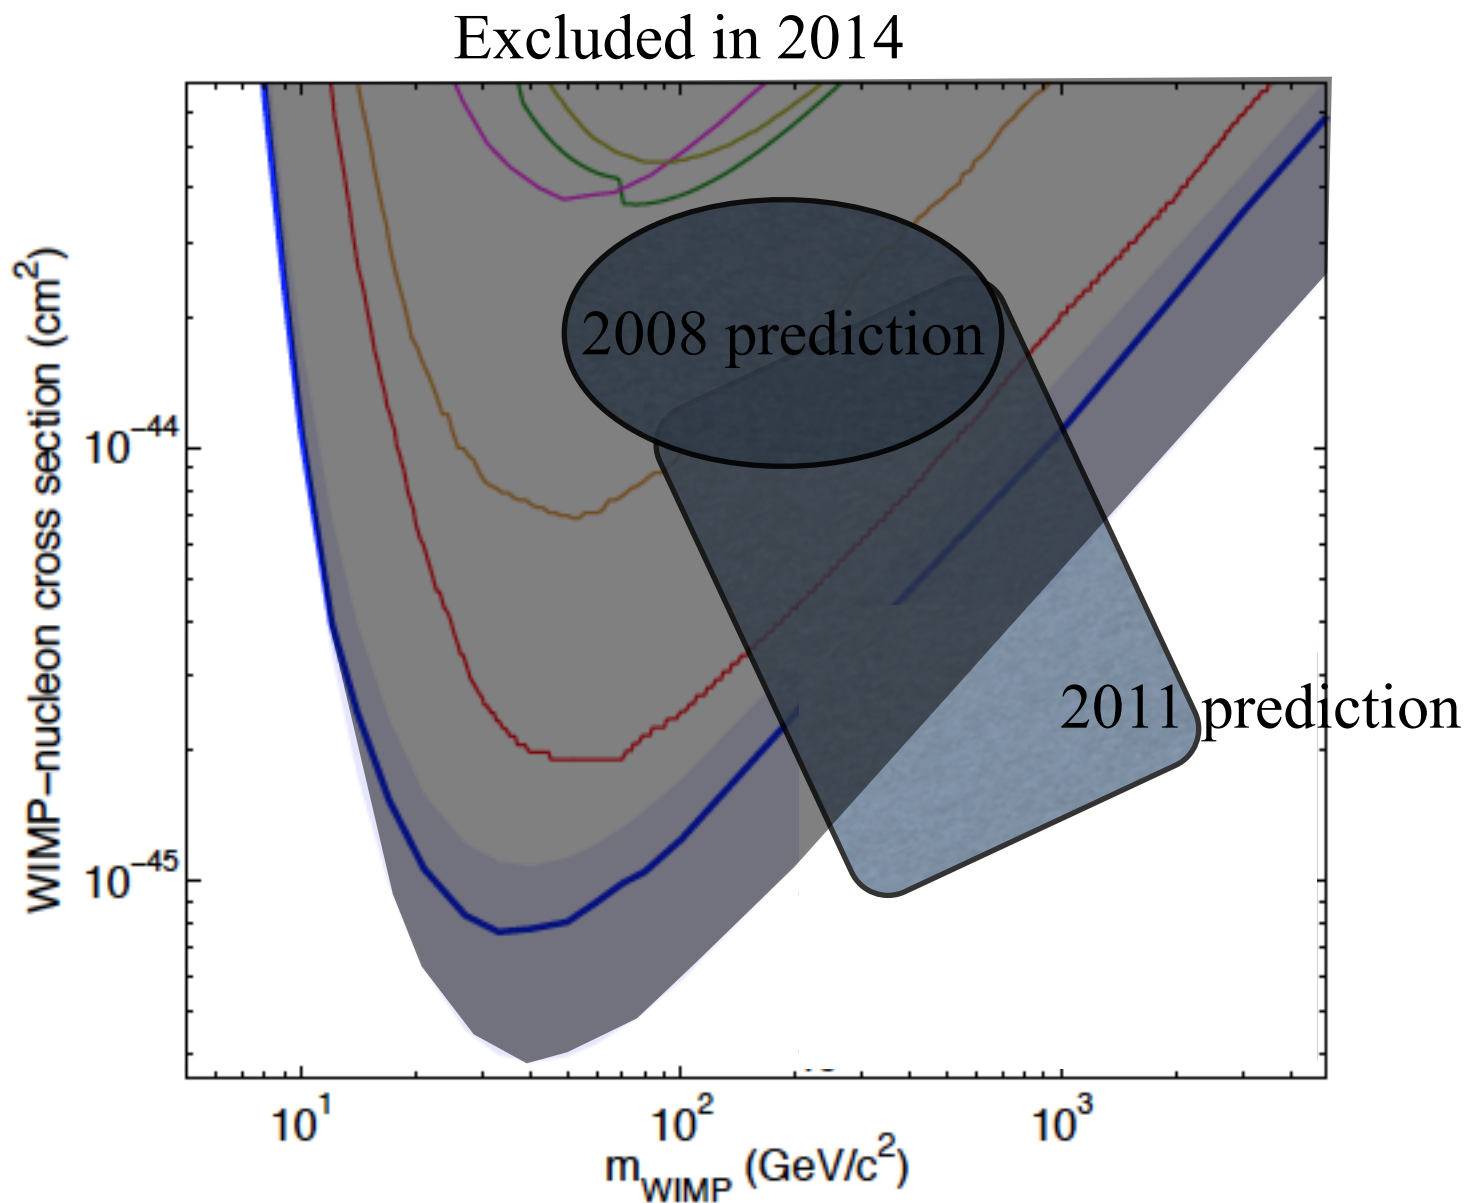 Excluded in 2014
WIMP−nucleon cross section (cm²)
10⁻⁴⁴
10⁻⁴⁵
2008 prediction
2011 prediction
10¹
10²
10³
m_WIMP (GeV/c²)